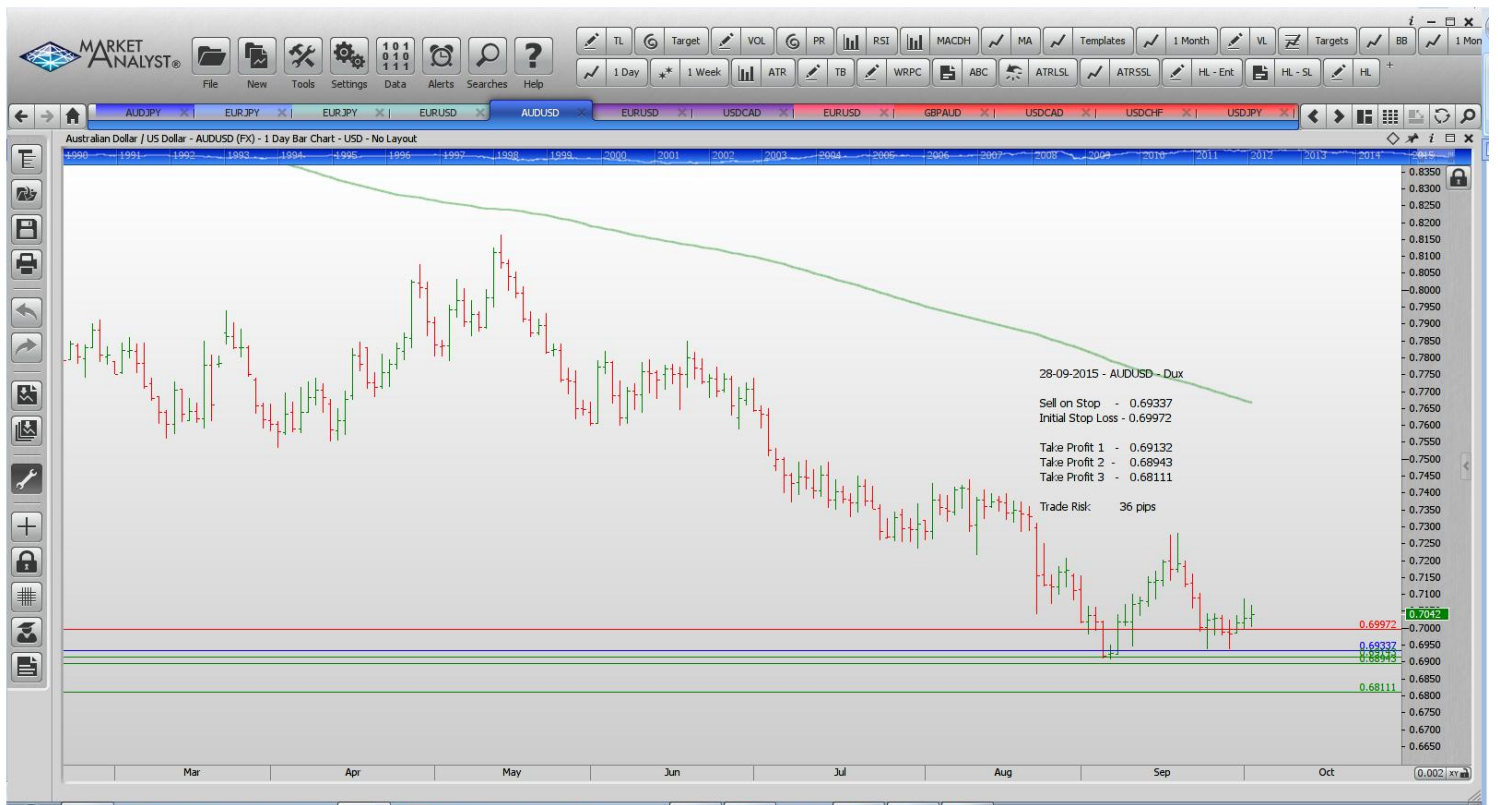 MARKET
ANALYST®
File New Tools Settings Data Alerts Searches Help
TL Target VOL PR RSI MACDH MA Templates 1 Month VL Targets BB 1 Mon
1 Day 1 Week ATR TB WRPC ABC ATRLSL ATRSSL HL - Ent HL - SL HL +
AUDJPY EURJPY EURJPY EURUSD AUDUSD EURUSD USDCAD EURUSD GBPAUD USDCAD USDCHF USDJPY
Australian Dollar / US Dollar - AUDUSD (FX) - 1 Day Bar Chart - USD - No Layout
1990 1991 1992 1993 1994 1995 1996 1997 1998 1999 2000 2001 2002 2003 2004 2005 2006 2007 2008 2009 2010 2011 2012 2013 2014 2015
0.8350
0.8300
0.8250
0.8200
0.8150
0.8100
0.8050
0.8000
0.7950
0.7900
0.7850
0.7800
0.7750
0.7700
0.7650
0.7600
0.7550
0.7500
0.7450
0.7400
0.7350
0.7300
0.7250
0.7200
0.7150
0.7100
0.7042
0.7000
0.6950
0.6900
0.6850
0.6800
0.6750
0.6700
0.6650
28-09-2015 - AUDUSD - Dux
Sell on Stop - 0.69337
Initial Stop Loss - 0.69972
Take Profit 1 - 0.69132
Take Profit 2 - 0.68943
Take Profit 3 - 0.68111
Trade Risk 36 pips
0.69972
0.69337
0.68943
0.68111
Mar Apr May Jun Jul Aug Sep Oct
0.002 XY